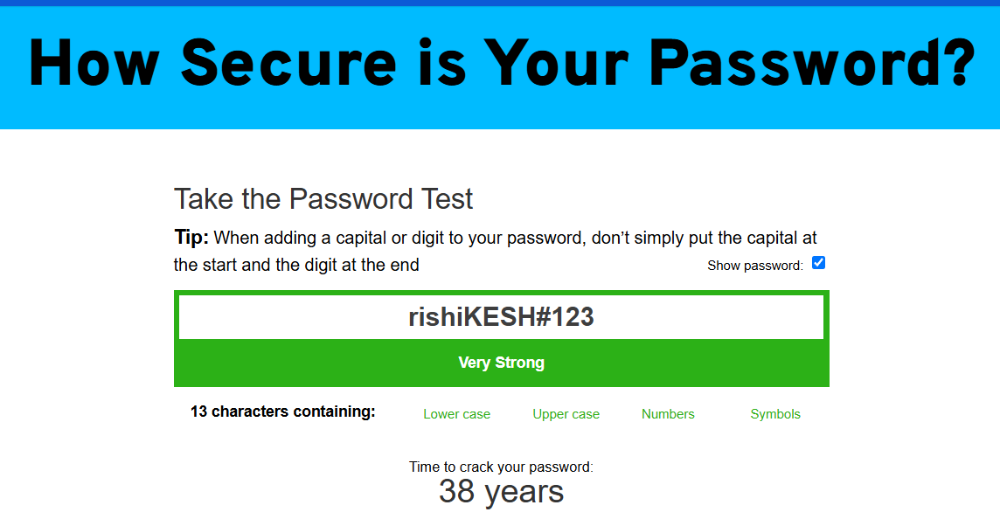 How Secure is Your Password?
Take the Password Test
Tip: When adding a capital or digit to your password, don’t simply put the capital at
the start and the digit at the end
Show password:
rishiKESH#123
Very Strong
13 characters containing: Lower case Upper case Numbers Symbols
Time to crack your password:
38 years